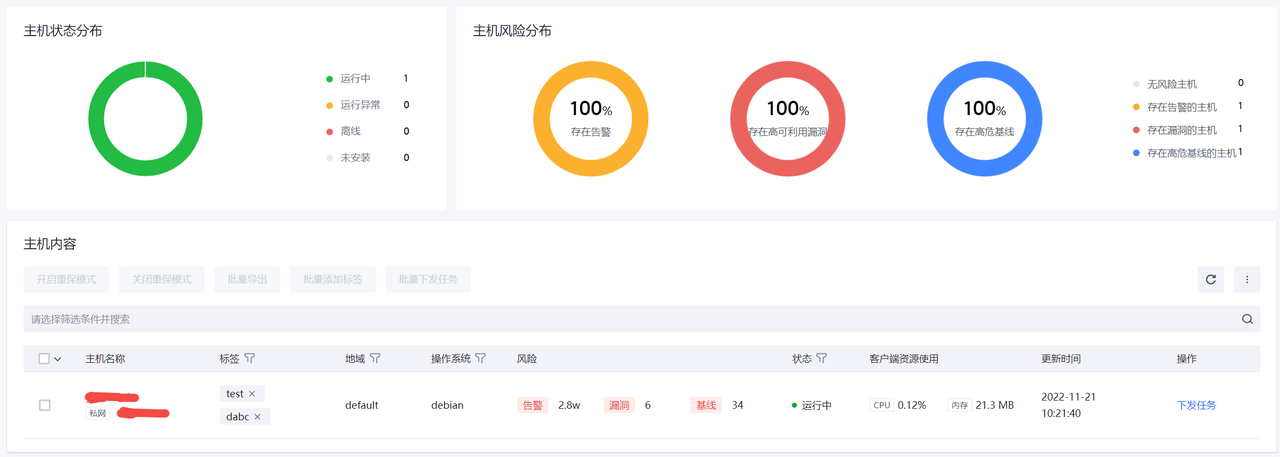 主机状态分布
运行中 1
运行异常 0
离线 0
未安装 0
主机风险分布
100%
存在告警
100%
存在高可利用漏洞
100%
存在高危基线
无风险主机 0
存在告警的主机 1
存在漏洞的主机 1
存在高危基线的主机 1
主机内容
开启重保模式 关闭重保模式 批量导出 批量添加标签 批量下发任务
请选择筛选条件并搜索
主机名称 标签 地域 操作系统 风险 状态 客户端资源使用 更新时间 操作
私网
test ×
dabc ×
default debian 告警 2.8w 漏洞 6 基线 34 运行中 CPU 0.12% 内存 21.3 MB
2022-11-21
10:21:40
下发任务